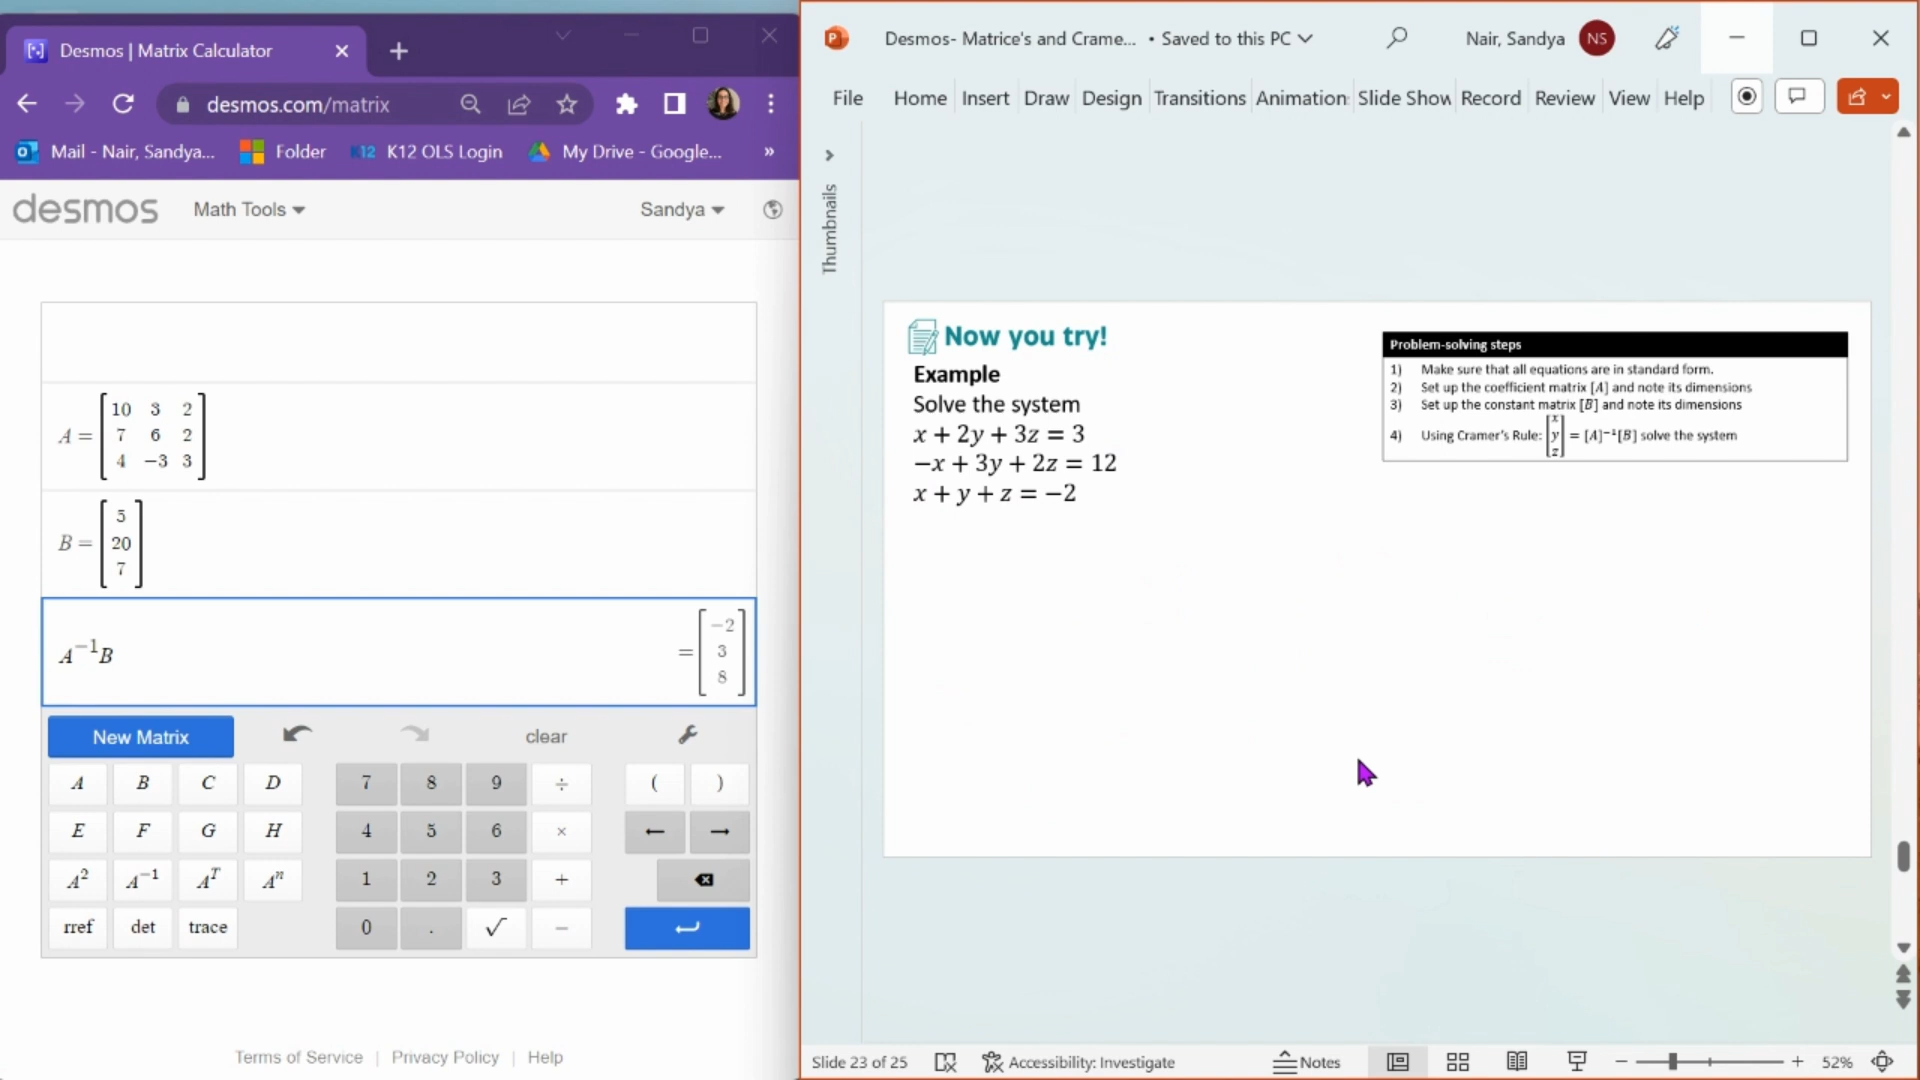 Desmos | Matrix Calculator
desmos.com/matrix
Mail - Nair, Sandya...
Folder
K12 OLS Login
My Drive - Google...
»
desmos
Math Tools
Sandya
A = [10 3 2
7 6 2
4 −3 3]
B = [5
20
7]
A⁻¹B
= [−2
3
8]
New Matrix
clear
A B C D 7 8 9 ÷ ( )
E F G H 4 5 6 × ← →
A² A⁻¹ Aᵀ Aⁿ 1 2 3 +
rref det trace 0 . √ −
Terms of Service | Privacy Policy | Help
Desmos- Matrice's and Crame... • Saved to this PC
Nair, Sandya NS
File Home Insert Draw Design Transitions Animation Slide Show Record Review View Help
Thumbnails
Now you try!
Example
Solve the system
x + 2y + 3z = 3
−x + 3y + 2z = 12
x + y + z = −2
Problem-solving steps
1) Make sure that all equations are in standard form.
2) Set up the coefficient matrix [A] and note its dimensions
3) Set up the constant matrix [B] and note its dimensions
4) Using Cramer's Rule: [x y z] = [A]⁻¹[B] solve the system
Slide 23 of 25
Accessibility: Investigate
Notes
52%